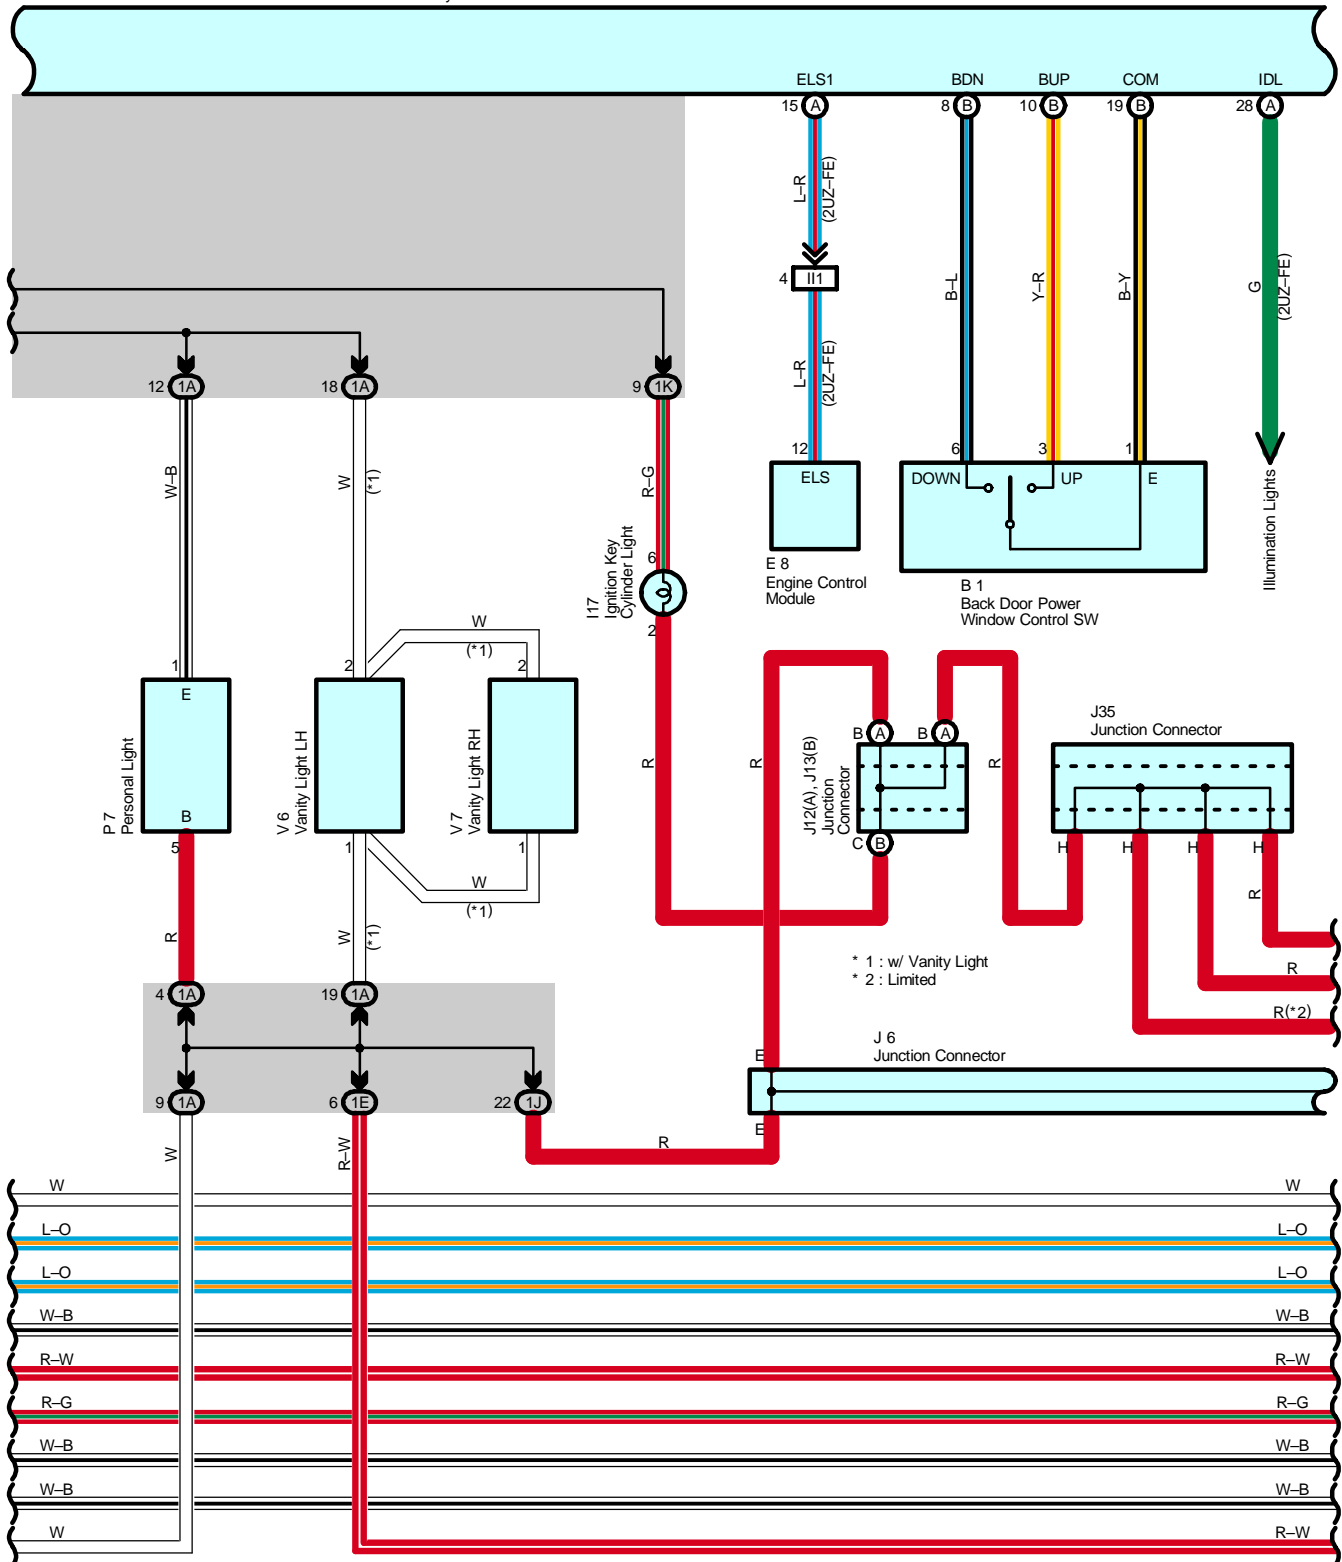 ELS1 BDN BUP COM IDL
15 A 8 B 10 B 19 B 28 A
L–R
(2UZ–FE)
4 II1
B–L
Y–R
B–Y
G
(2UZ–FE)
L–R
(2UZ–FE)
12 1A 18 1A 9 1K
W–B
W
(*1)
R–G
12 6 3 1
ELS
DOWN UP E
Illumination Lights
E 8
Engine Control
Module
B 1
Back Door Power
Window Control SW
I17
Ignition Key
Cylinder Light
6
2
W
(*1)
1 2 2
E
P 7
Personal Light
V 6
Vanity Light LH
V 7
Vanity Light RH
B
5 1 1
R
R
R
B A B A
J12(A), J13(B)
Junction
Connector
C B
J35
Junction Connector
H H H H
W
(*1)
R
W
(*1)
R
R
R(*2)
* 1 : w/ Vanity Light
* 2 : Limited
4 1A 19 1A
J 6
Junction Connector
E
E
9 1A 6 1E 22 1J
R
W
R–W
W W
L–O L–O
L–O L–O
W–B W–B
R–W R–W
R–G R–G
W–B W–B
W–B W–B
W R–W